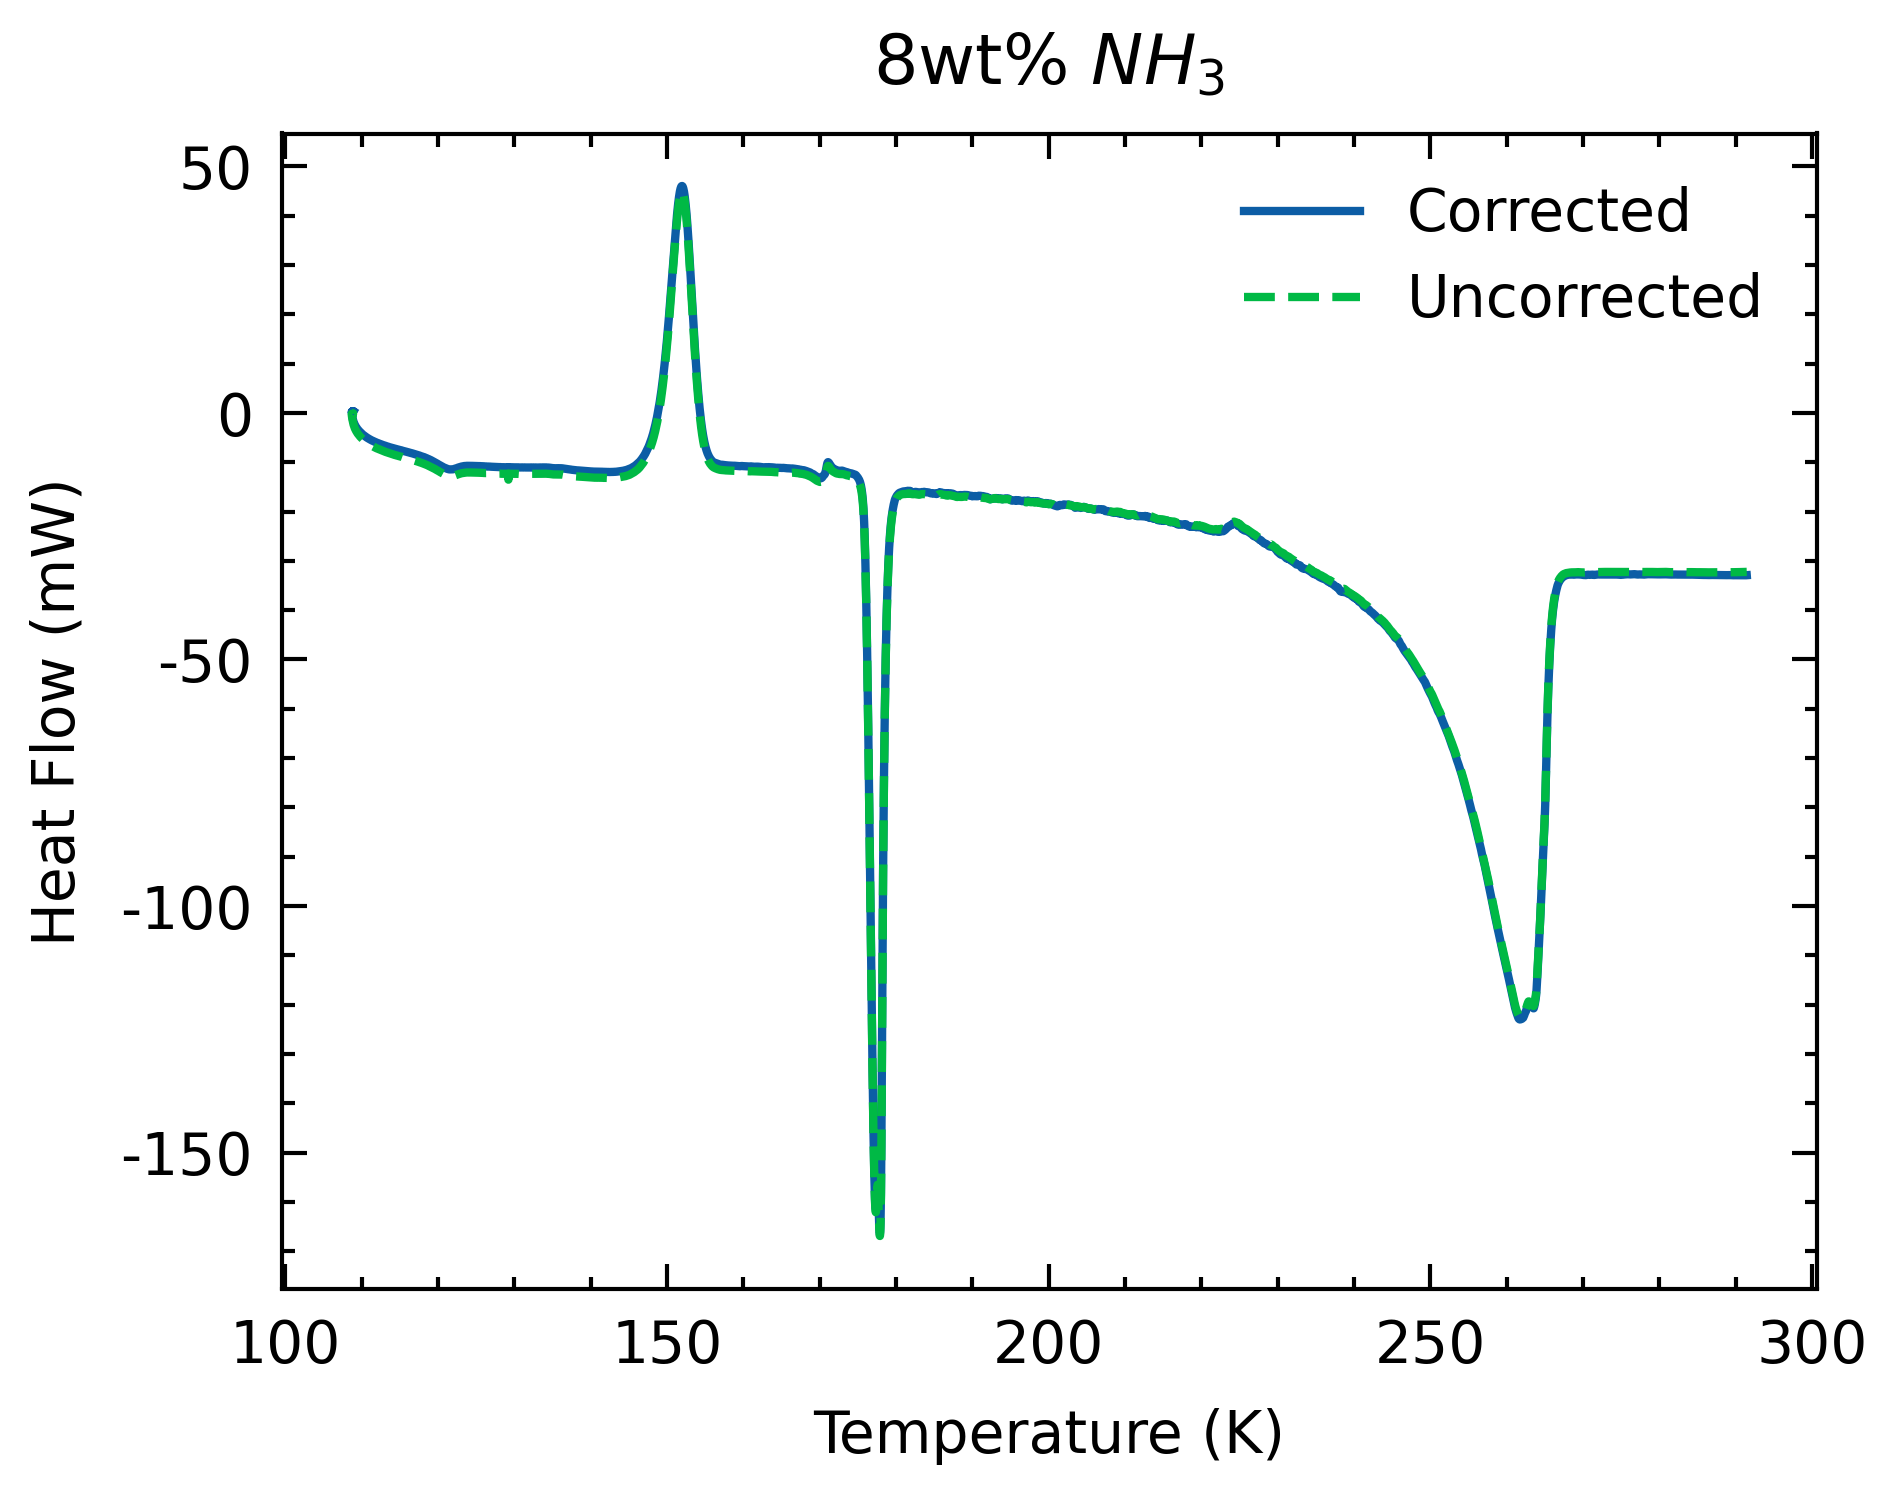 8wt% NH₃
Corrected
Uncorrected
50
0
-50
-100
-150
Heat Flow (mW)
100 150 200 250 300
Temperature (K)